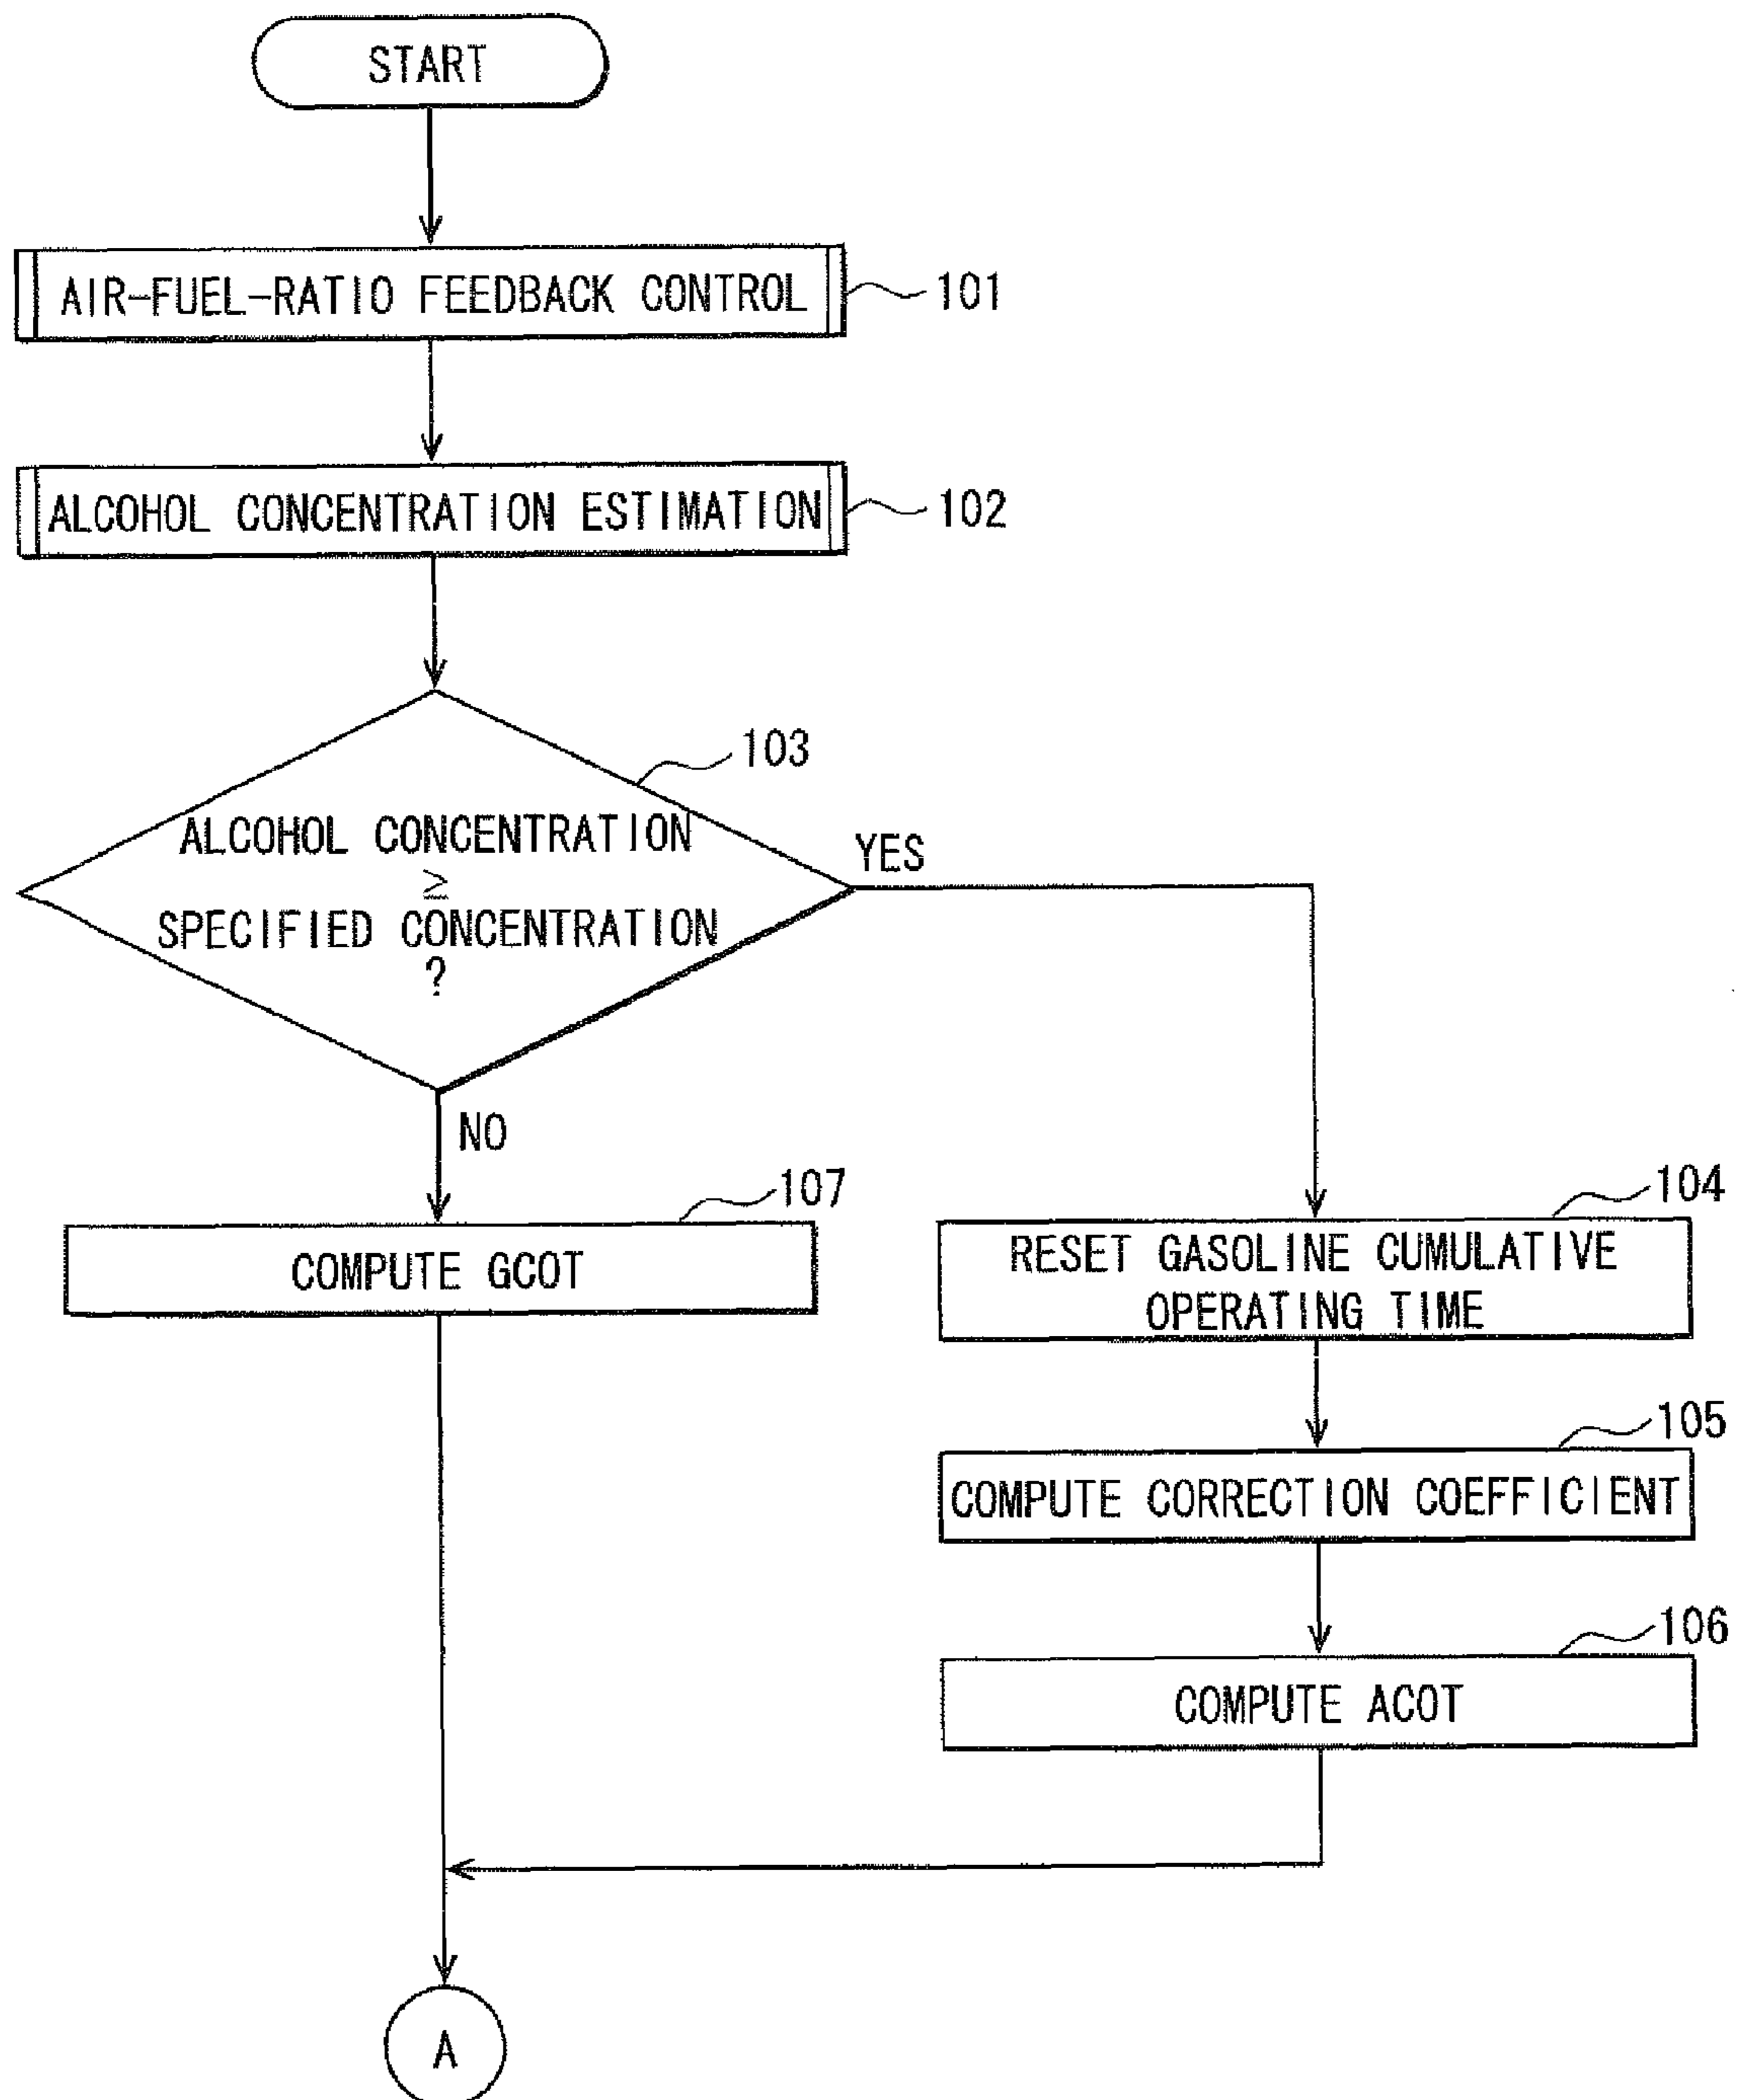 START
AIR-FUEL-RATIO FEEDBACK CONTROL
101
ALCOHOL CONCENTRATION ESTIMATION
102
103
ALCOHOL CONCENTRATION
≥
SPECIFIED CONCENTRATION
?
YES
NO
107
COMPUTE GCOT
104
RESET GASOLINE CUMULATIVE
OPERATING TIME
105
COMPUTE CORRECTION COEFFICIENT
106
COMPUTE ACOT
A